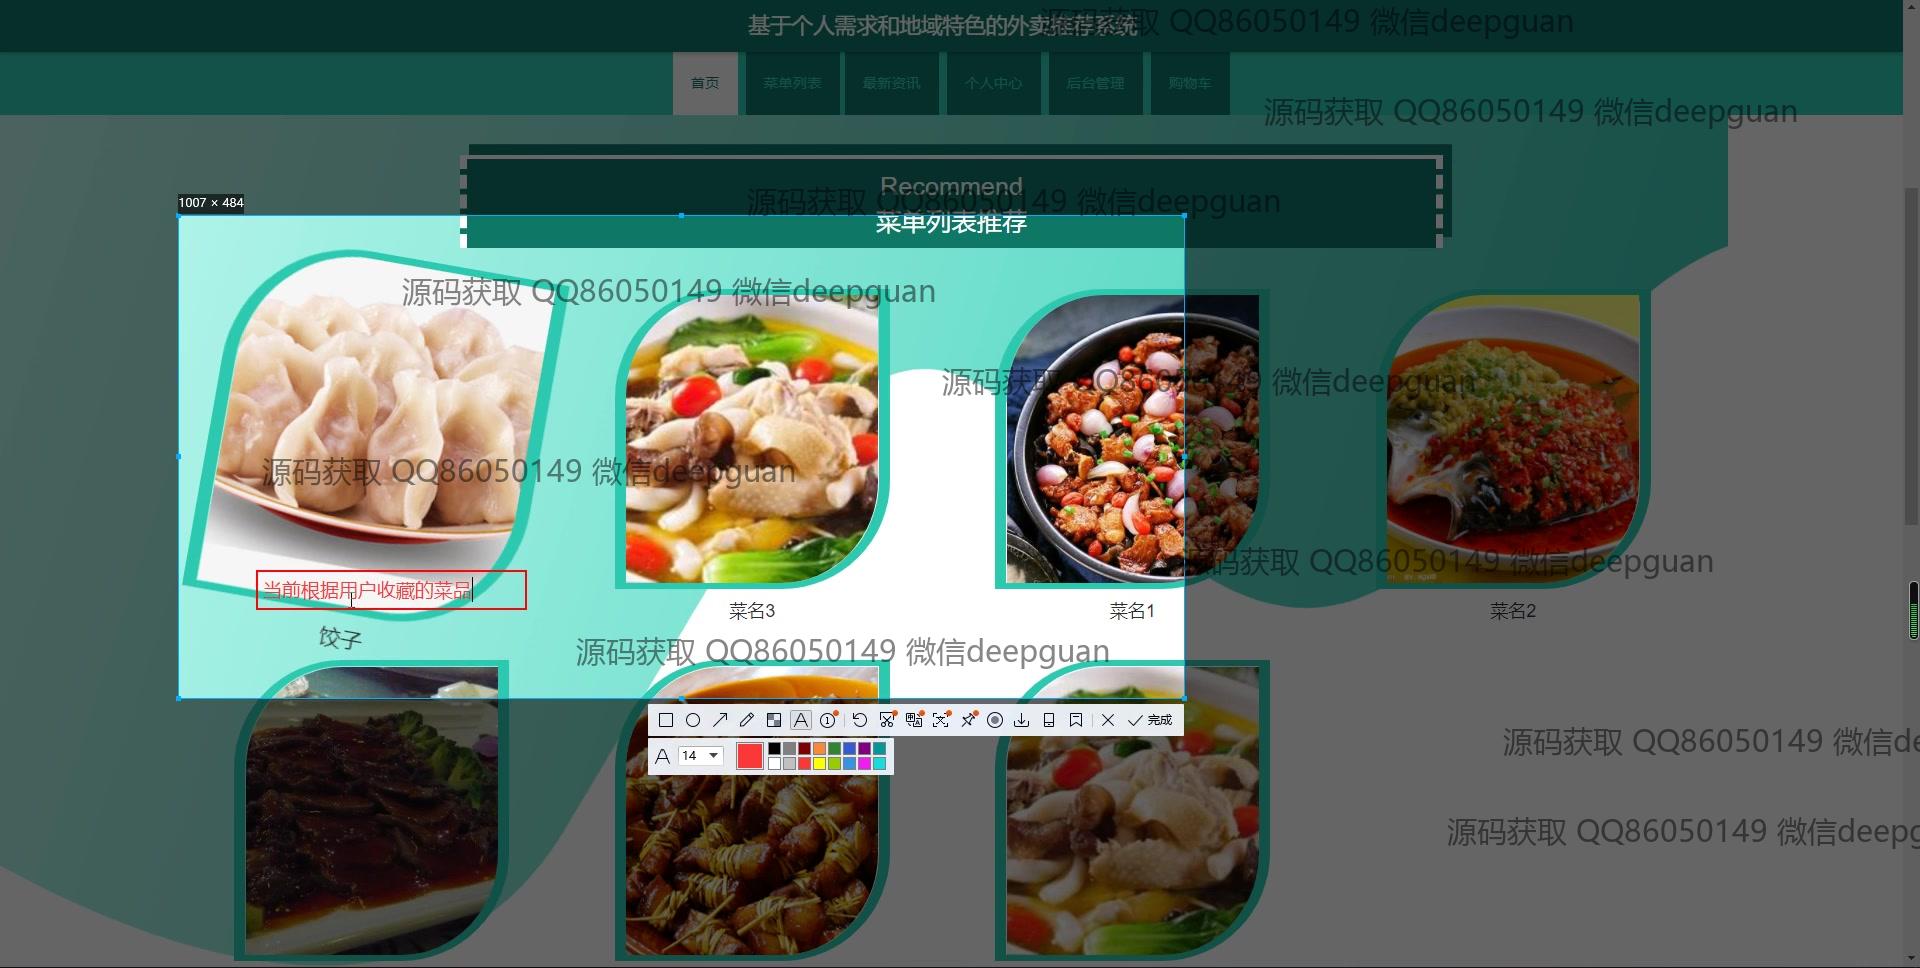 基于个人需求和地域特色的外卖推荐系统
源码获取 QQ86050149 微信deepguan
首页
菜单列表
最新资讯
个人中心
后台管理
购物车
源码获取 QQ86050149 微信deepguan
Recommend
源码获取 QQ86050149 微信deepguan
1007 × 484
菜单列表推荐
源码获取 QQ86050149 微信deepguan
源码获取 QQ86050149 微信deepguan
源码获取 QQ86050149 微信deepguan
源码获取 QQ86050149 微信deepguan
当前根据用户收藏的菜品
饺子
菜名3
菜名1
菜名2
源码获取 QQ86050149 微信deepguan
完成
A 14
源码获取 QQ86050149 微信de
源码获取 QQ86050149 微信deepg